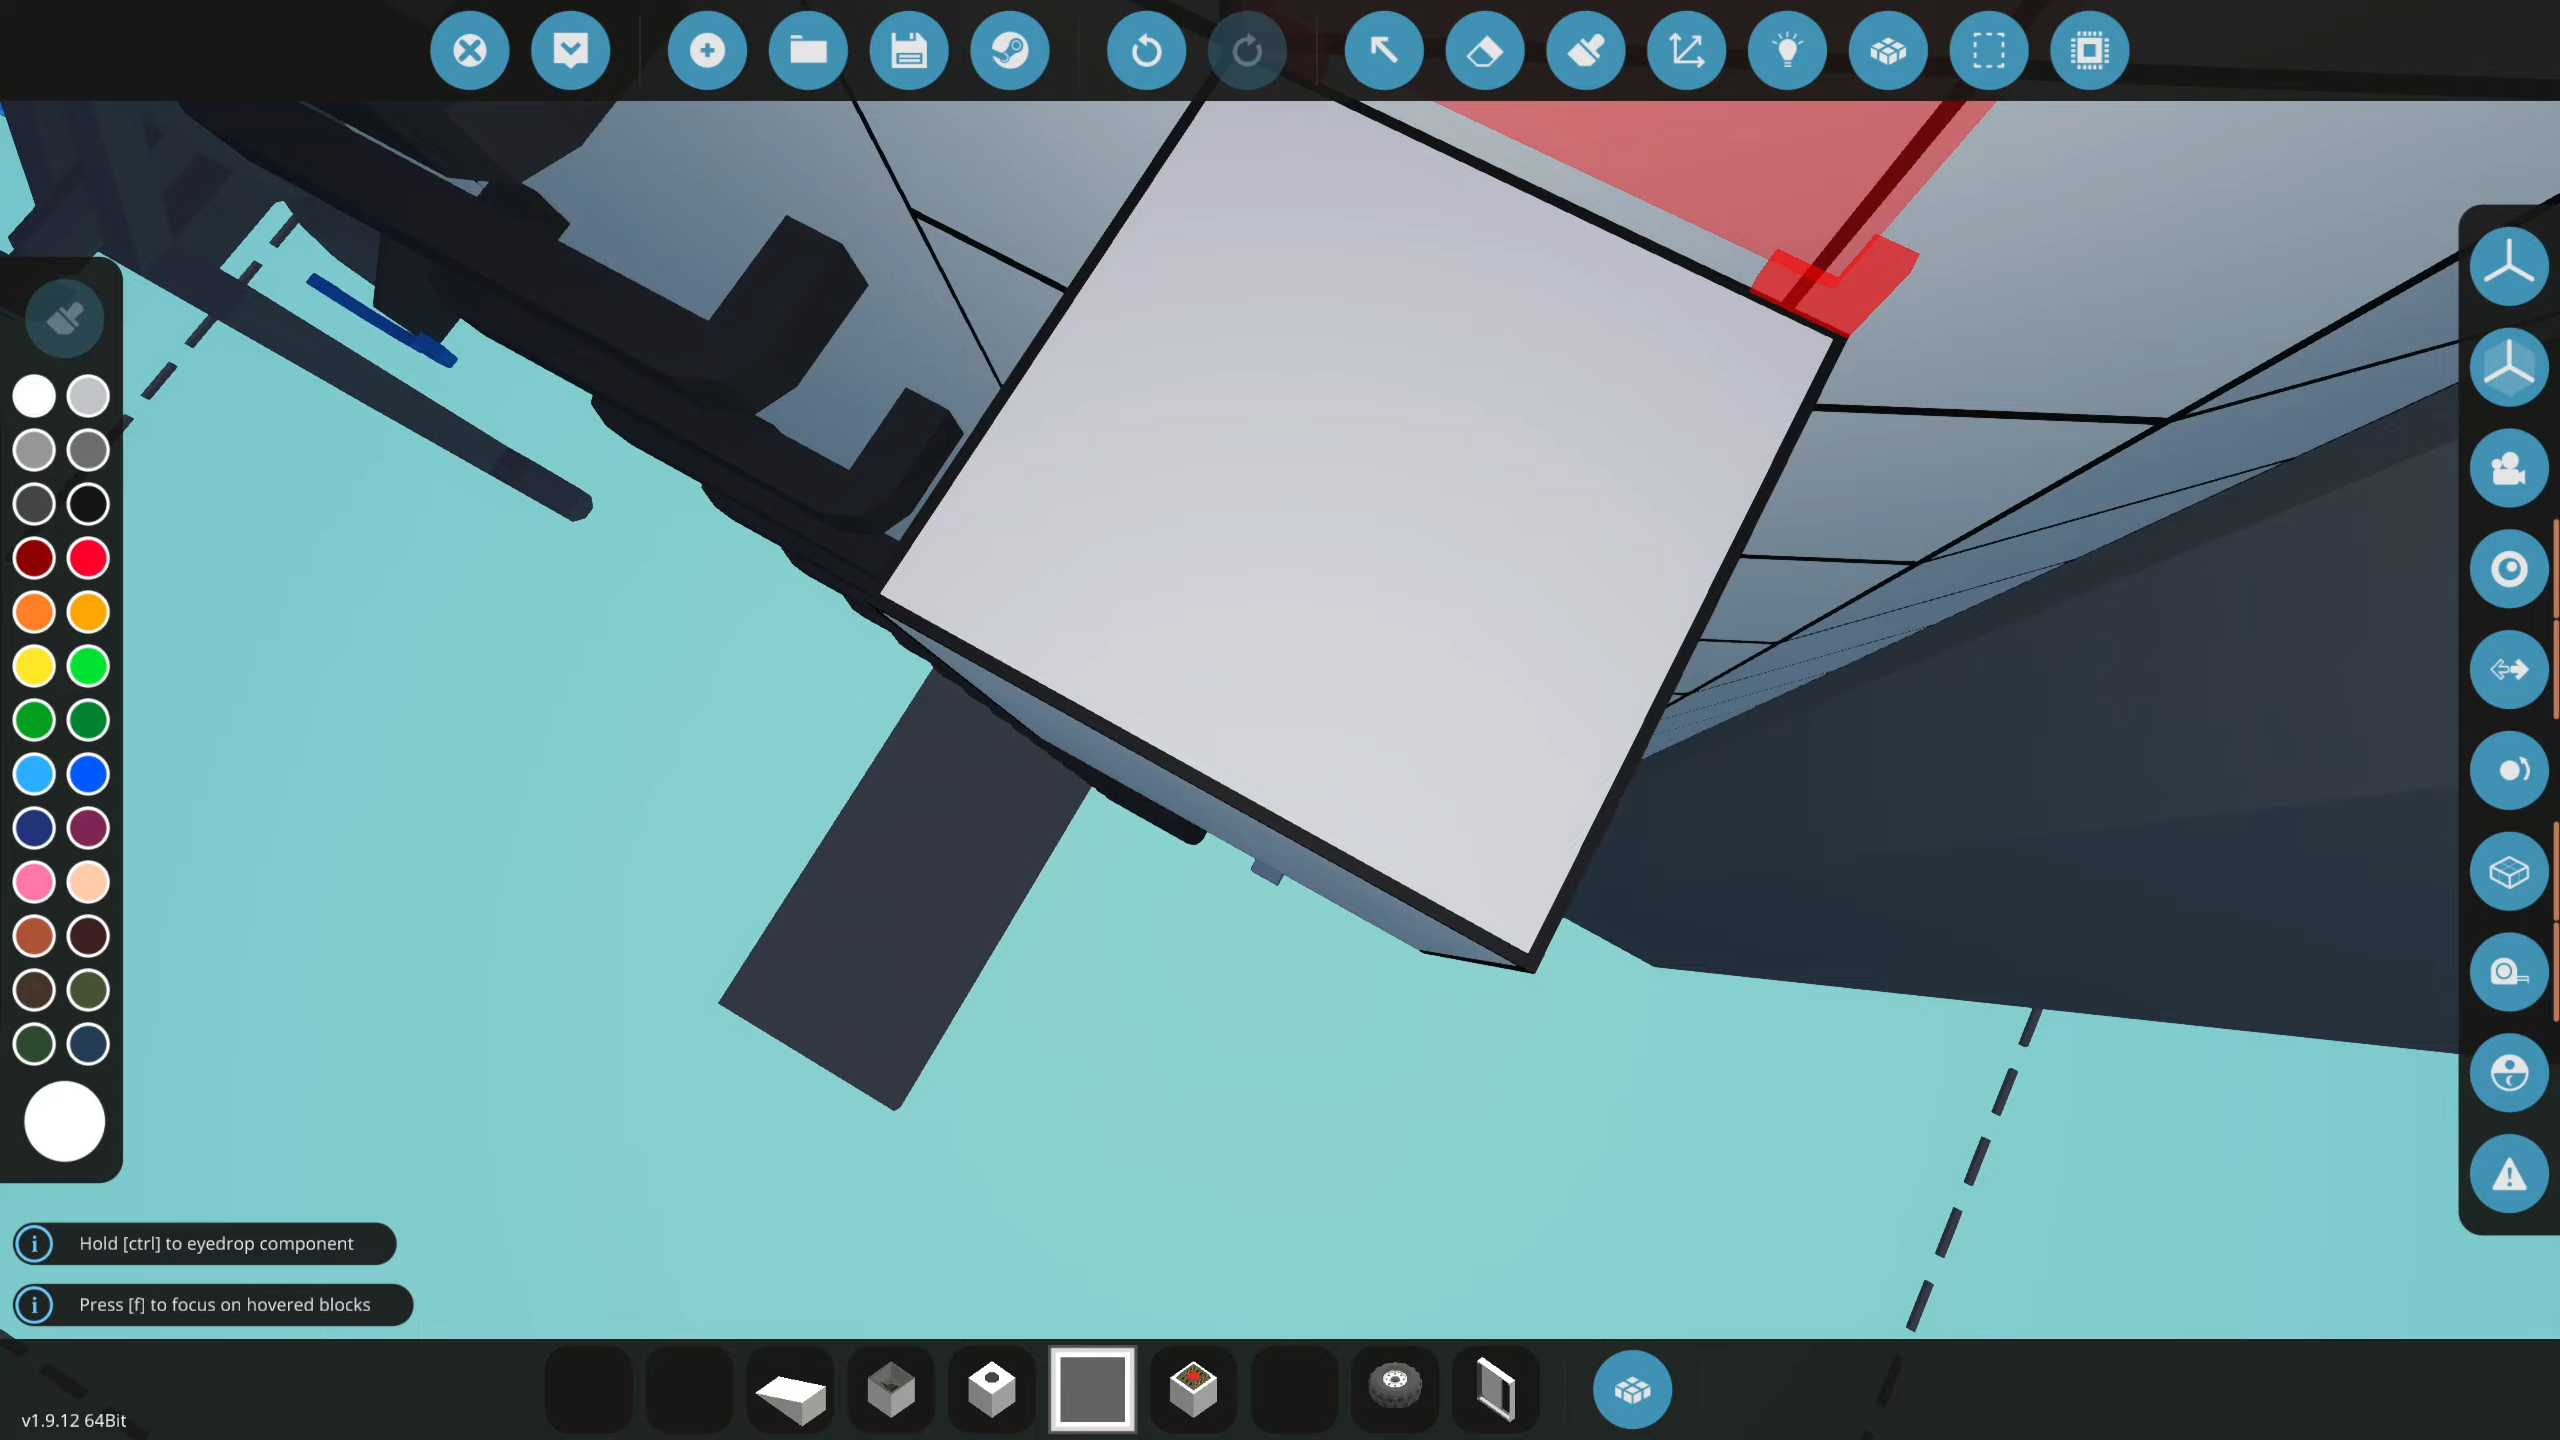 Hold [ctrl] to eyedrop component
Press [f] to focus on hovered blocks
v1.9.12 64Bit